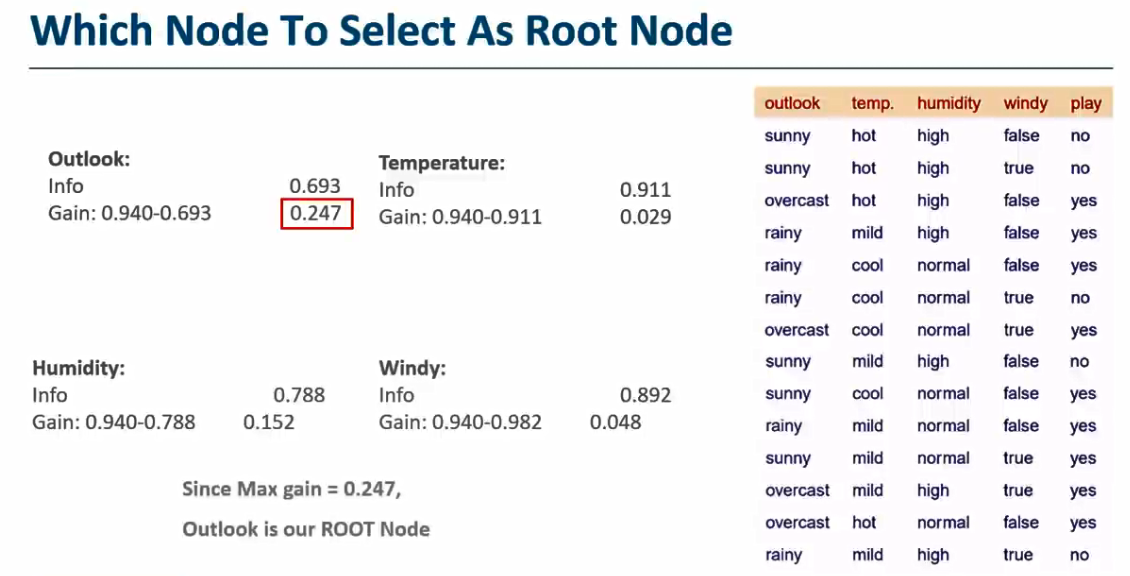 Which Node To Select As Root Node
Outlook:
Info 0.693
Gain: 0.940-0.693 0.247
Temperature:
Info 0.911
Gain: 0.940-0.911 0.029
Humidity:
Info 0.788
Gain: 0.940-0.788 0.152
Windy:
Info 0.892
Gain: 0.940-0.982 0.048
Since Max gain = 0.247,
Outlook is our ROOT Node
outlook temp. humidity windy play
sunny hot high false no
sunny hot high true no
overcast hot high false yes
rainy mild high false yes
rainy cool normal false yes
rainy cool normal true no
overcast cool normal true yes
sunny mild high false no
sunny cool normal false yes
rainy mild normal false yes
sunny mild normal true yes
overcast mild high true yes
overcast hot normal false yes
rainy mild high true no